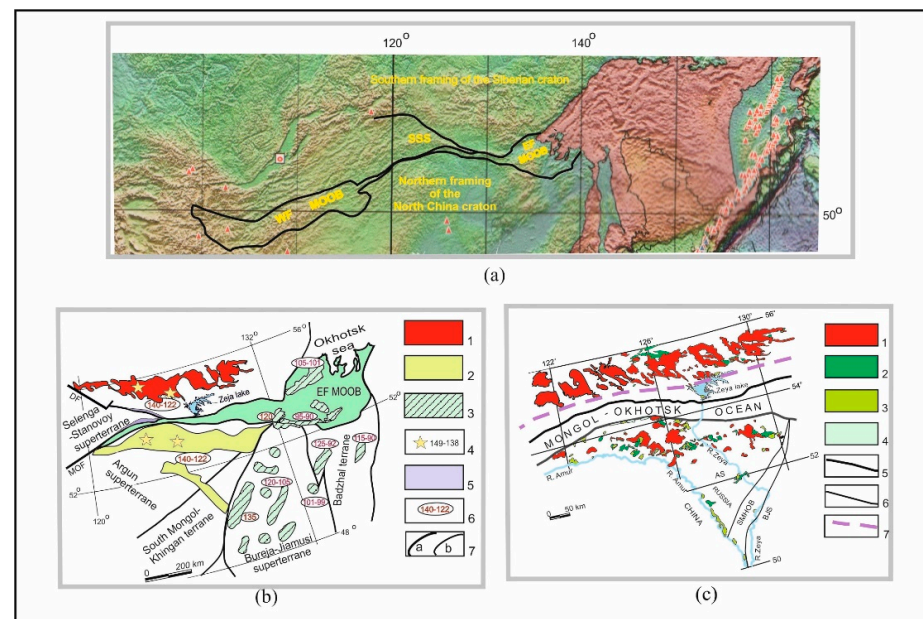 120°
140°
Southern framing of the Siberian craton
SSS
EF
MOOB
WF MOOB
Northern framing
of the
North China craton
50°
(a)
132°
56°
Okhotsk
sea
105-101
EF MOOB
Zeja lake
140-122
DF
Selenga
-Stanovoy
superterrane
120
95-90
52°
MOF
140-122
Argun
superterrane
125-92
115-90
Badzhal terrane
52°
120°
120-105
101-99
South Mongol-
Khingan terrane
135
48°
Bureja-Jiamusi
superterrane
0
200 km
1
2
3
149-138
4
5
140-122
6
a
b
7
(b)
122°
126°
130°
56°
Zeya lake
54°
MONGOL - OKHOTSK OCEAN
R. Amur
R. Amur
R.Zeya
AS
52
RUSSIA
CHINA
SMHOB
BJS
R.Zeya
50
0
50 km
1
2
3
4
5
6
7
(c)